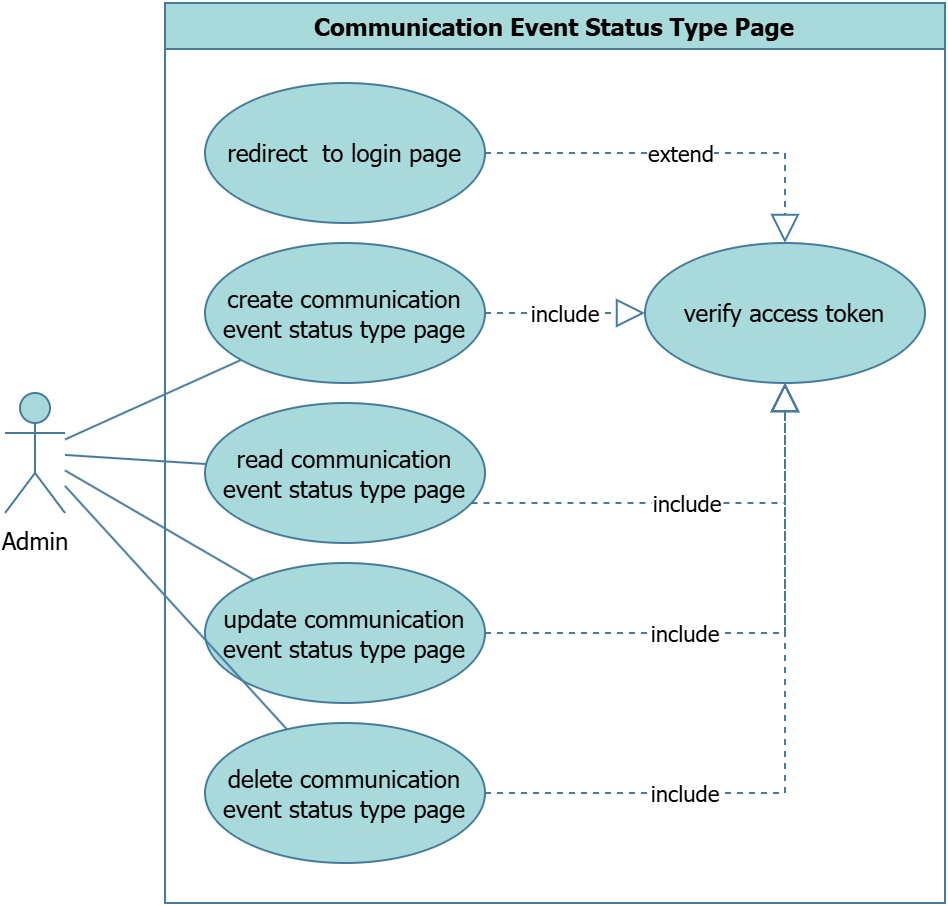 Communication Event Status Type Page
redirect  to login page
extend
create communication
event status type page
include
verify access token
read communication
event status type page
include
Admin
update communication
event status type page
include
delete communication
event status type page
include